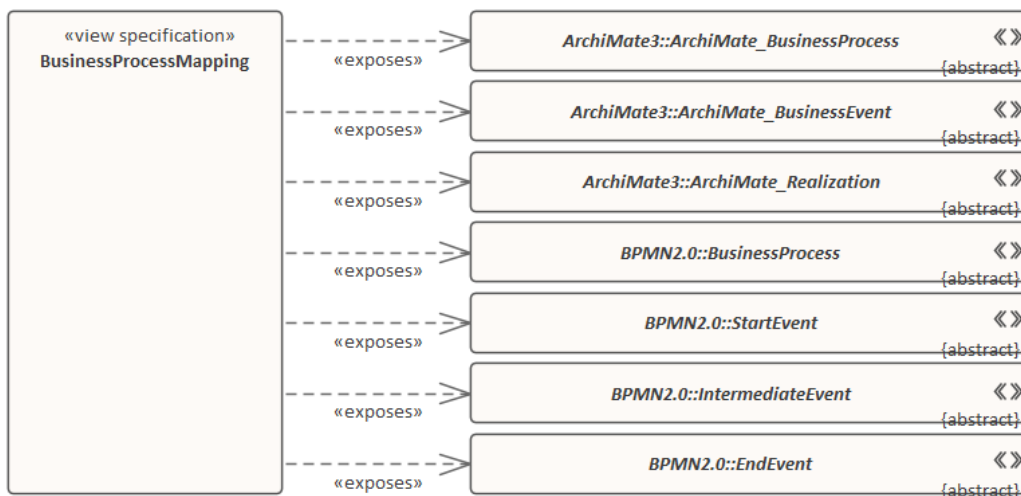 «view specification»
BusinessProcessMapping
«exposes»
ArchiMate3::ArchiMate_BusinessProcess
{abstract}
«exposes»
ArchiMate3::ArchiMate_BusinessEvent
{abstract}
«exposes»
ArchiMate3::ArchiMate_Realization
{abstract}
«exposes»
BPMN2.0::BusinessProcess
{abstract}
«exposes»
BPMN2.0::StartEvent
{abstract}
«exposes»
BPMN2.0::IntermediateEvent
{abstract}
«exposes»
BPMN2.0::EndEvent
{abstract}